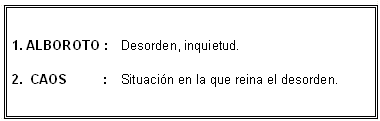 1. ALBOROTO : Desorden, inquietud.
2. CAOS : Situación en la que reina el desorden.